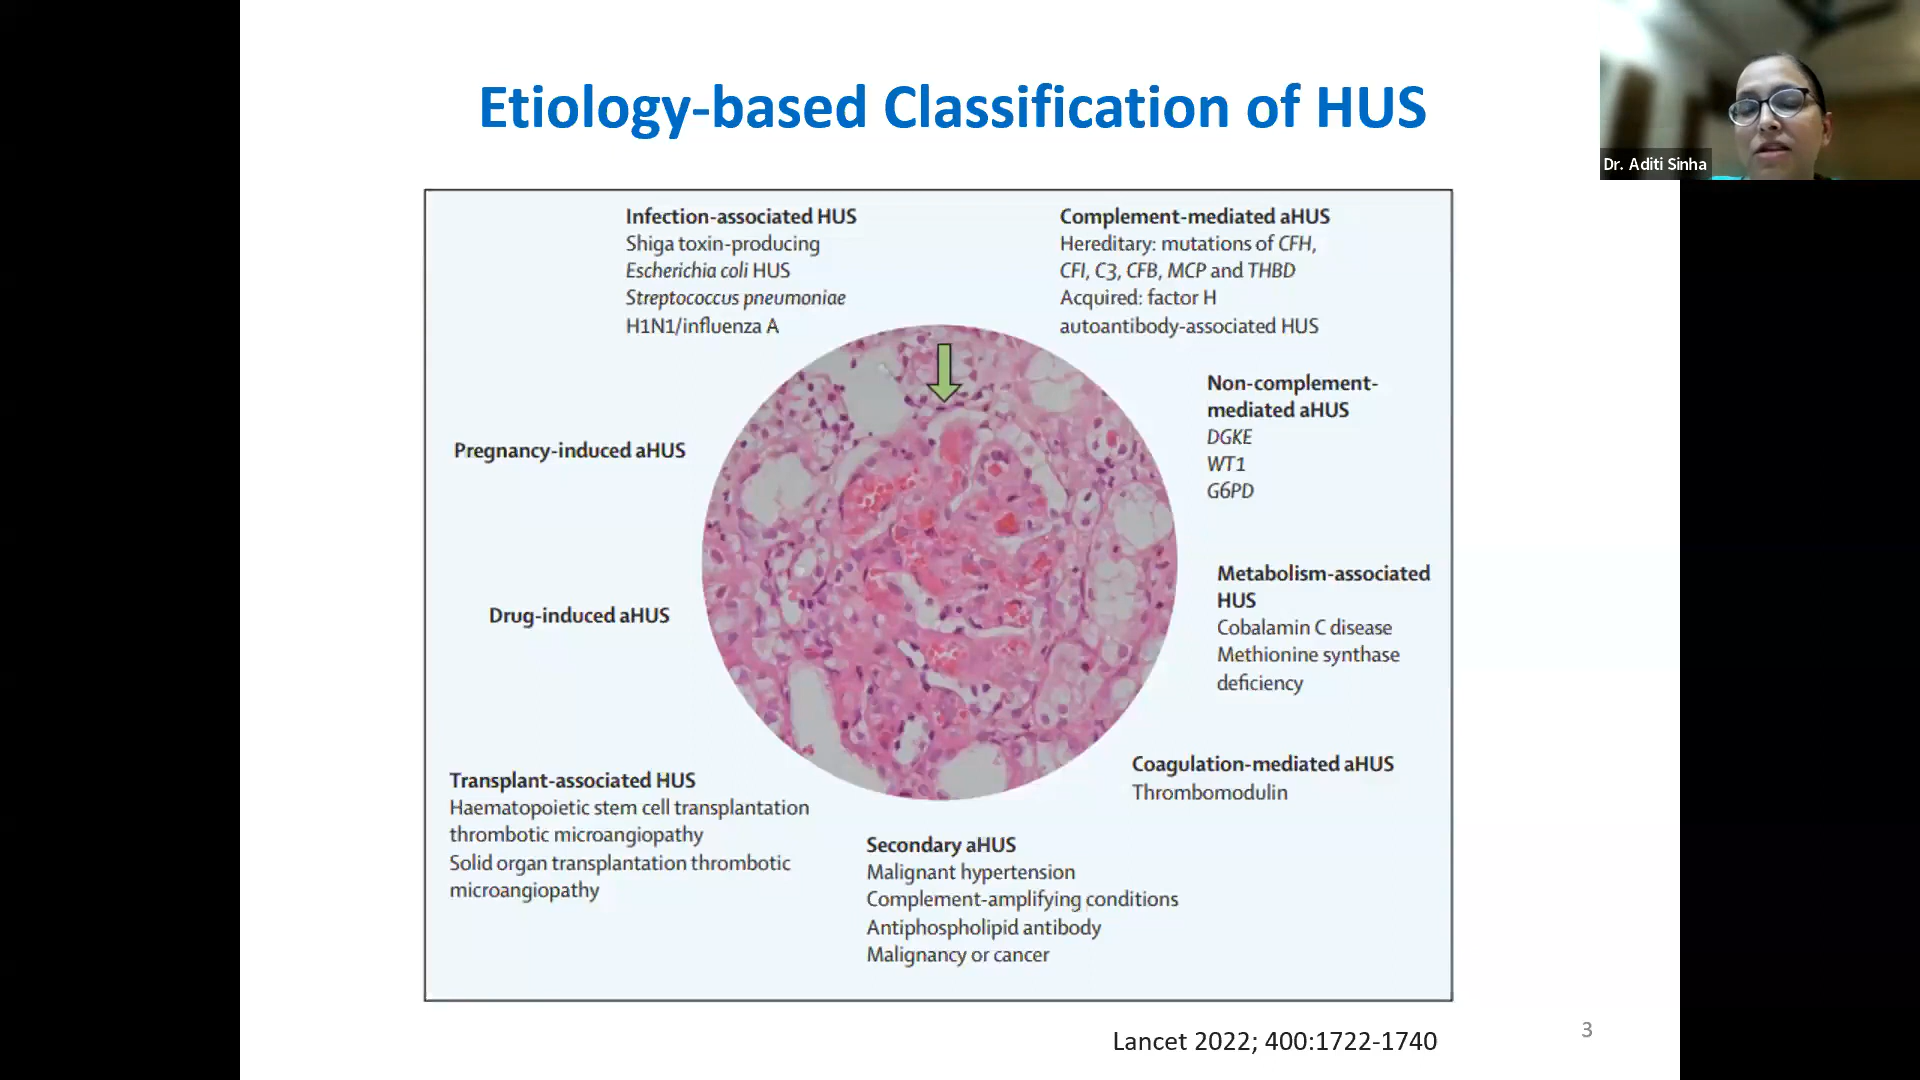 Etiology-based Classification of HUS
Dr. Aditi Sinha
Infection-associated HUS
Shiga toxin-producing
Escherichia coli HUS
Streptococcus pneumoniae
H1N1/influenza A
Complement-mediated aHUS
Hereditary: mutations of CFH,
CFI, C3, CFB, MCP and THBD
Acquired: factor H
autoantibody-associated HUS
Non-complement-
mediated aHUS
DGKE
WT1
G6PD
Pregnancy-induced aHUS
Metabolism-associated
HUS
Cobalamin C disease
Methionine synthase
deficiency
Drug-induced aHUS
Coagulation-mediated aHUS
Thrombomodulin
Transplant-associated HUS
Haematopoietic stem cell transplantation
thrombotic microangiopathy
Solid organ transplantation thrombotic
microangiopathy
Secondary aHUS
Malignant hypertension
Complement-amplifying conditions
Antiphospholipid antibody
Malignancy or cancer
Lancet 2022; 400:1722-1740
3